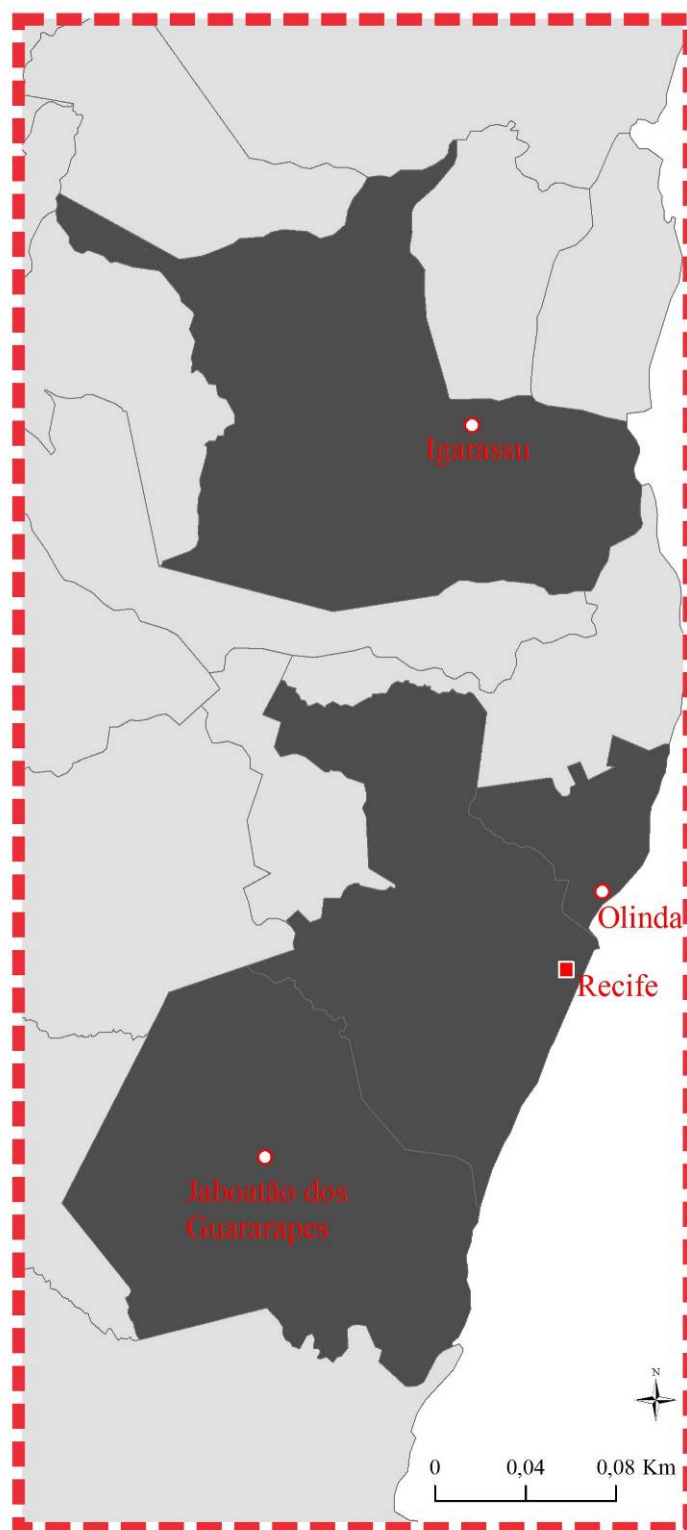 Igarassu
Olinda
Recife
Jaboatão dos
Guararapes
N
0 0,04 0,08 Km